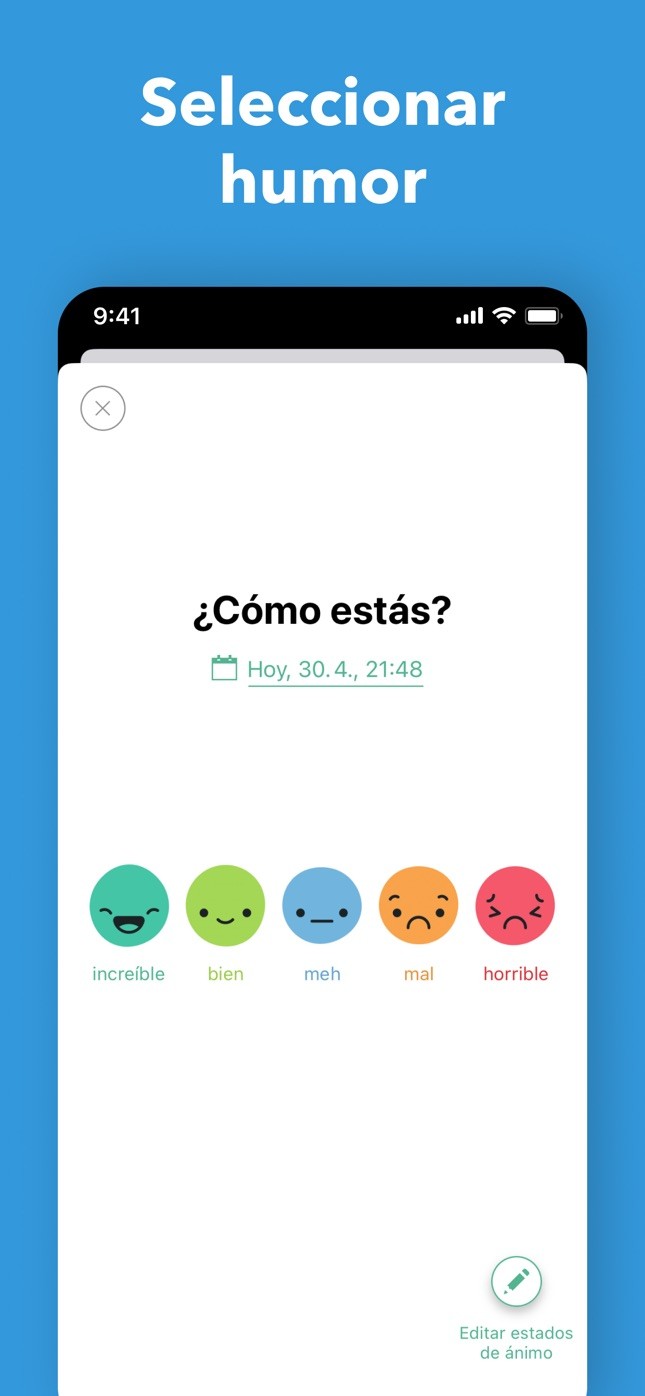 Seleccionar
humor
9:41
¿Cómo estás?
Hoy, 30. 4., 21:48
increíble bien meh mal horrible
Editar estados
de ánimo